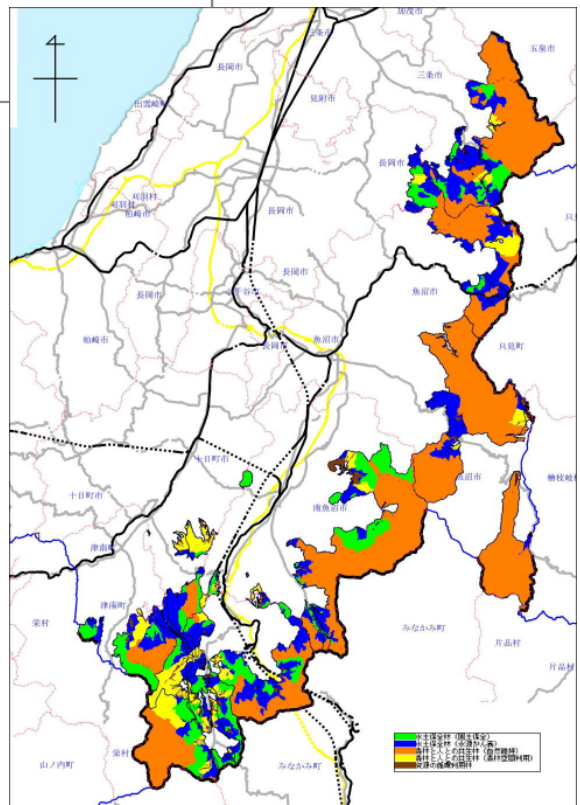 加茂市
三条市
五泉市
三条市
長岡市
見附市
出雲崎町
長岡市
刈羽村
刈羽村
柏崎市
長岡市
只見
長岡市
長岡市
小千谷市
魚沼市
長岡市
魚沼市
柏崎市
只見町
十日町市
十日町市
南魚沼市
魚沼市
檜枝岐村
津南町
津南町
栄村
みなかみ町
片品村
片品村
栄村
山ノ内町
みなかみ町
水土保全林（国土保全）
水土保全林（水源かん養）
森林と人との共生林（自然維持）
森林と人との共生林（森林空間利用）
資源の循環利用林